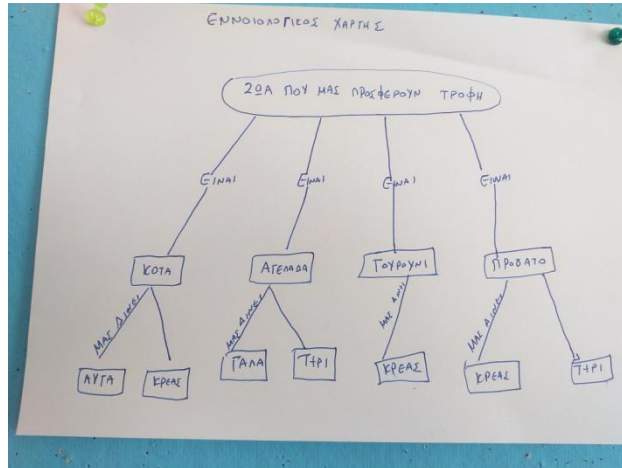 ΕΝΝΟΙΟΛΟΓΙΚΟΣ ΧΑΡΤΗΣ
ΖΩΑ ΠΟΥ ΜΑΣ ΠΡΟΣΦΕΡΟΥΝ ΤΡΟΦΗ
ΕΙΝΑΙ ΕΙΝΑΙ ΕΙΝΑΙ ΕΙΝΑΙ
ΚΟΤΑ ΑΓΕΛΑΔΑ ΓΟΥΡΟΥΝΙ ΠΡΟΒΑΤΟ
ΜΑΣ ΔΙΝΕΙ ΜΑΣ ΔΙΝΕΙ ΜΑΣ ΔΙΝΕΙ ΜΑΣ ΔΙΝΕΙ
ΑΥΓΑ ΚΡΕΑΣ ΓΑΛΑ ΤΥΡΙ ΚΡΕΑΣ ΚΡΕΑΣ ΤΥΡΙ